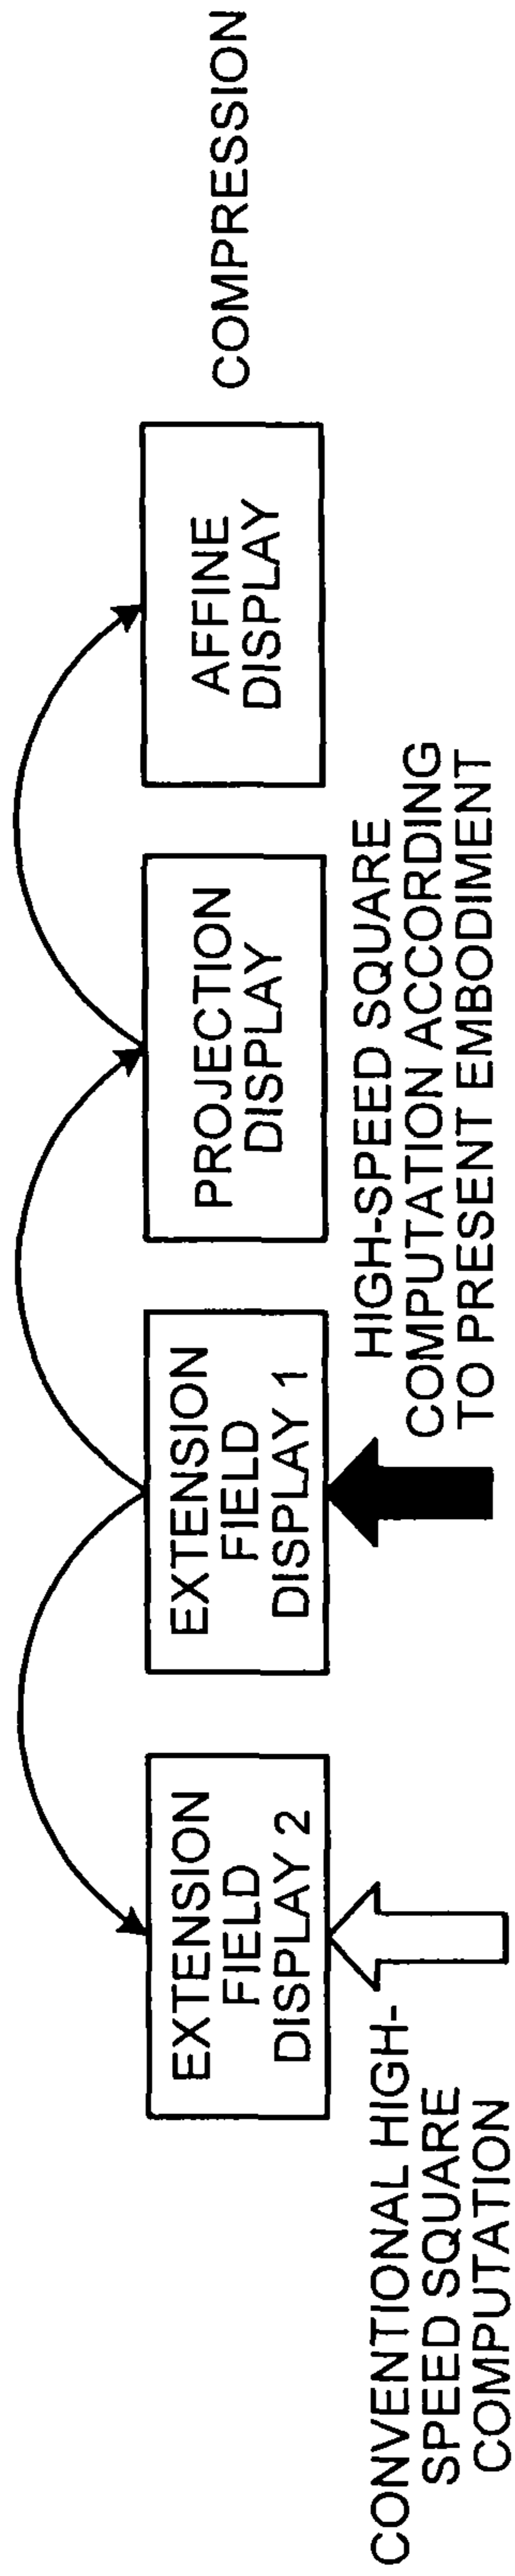 EXTENSION
FIELD
DISPLAY 2
EXTENSION
FIELD
DISPLAY 1
PROJECTION
DISPLAY
AFFINE
DISPLAY
COMPRESSION
CONVENTIONAL HIGH-
SPEED SQUARE
COMPUTATION
HIGH-SPEED SQUARE
COMPUTATION ACCORDING
TO PRESENT EMBODIMENT